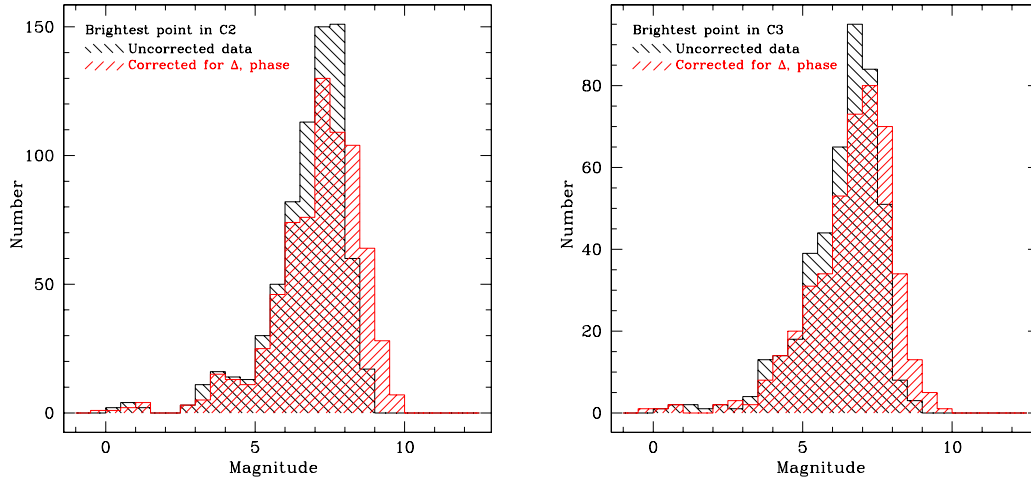 Brightest point in C2
Uncorrected data
Corrected for Δ, phase
150
100
50
0
Number
0 5 10
Magnitude
Brightest point in C3
Uncorrected data
Corrected for Δ, phase
80
60
40
20
0
Number
0 5 10
Magnitude